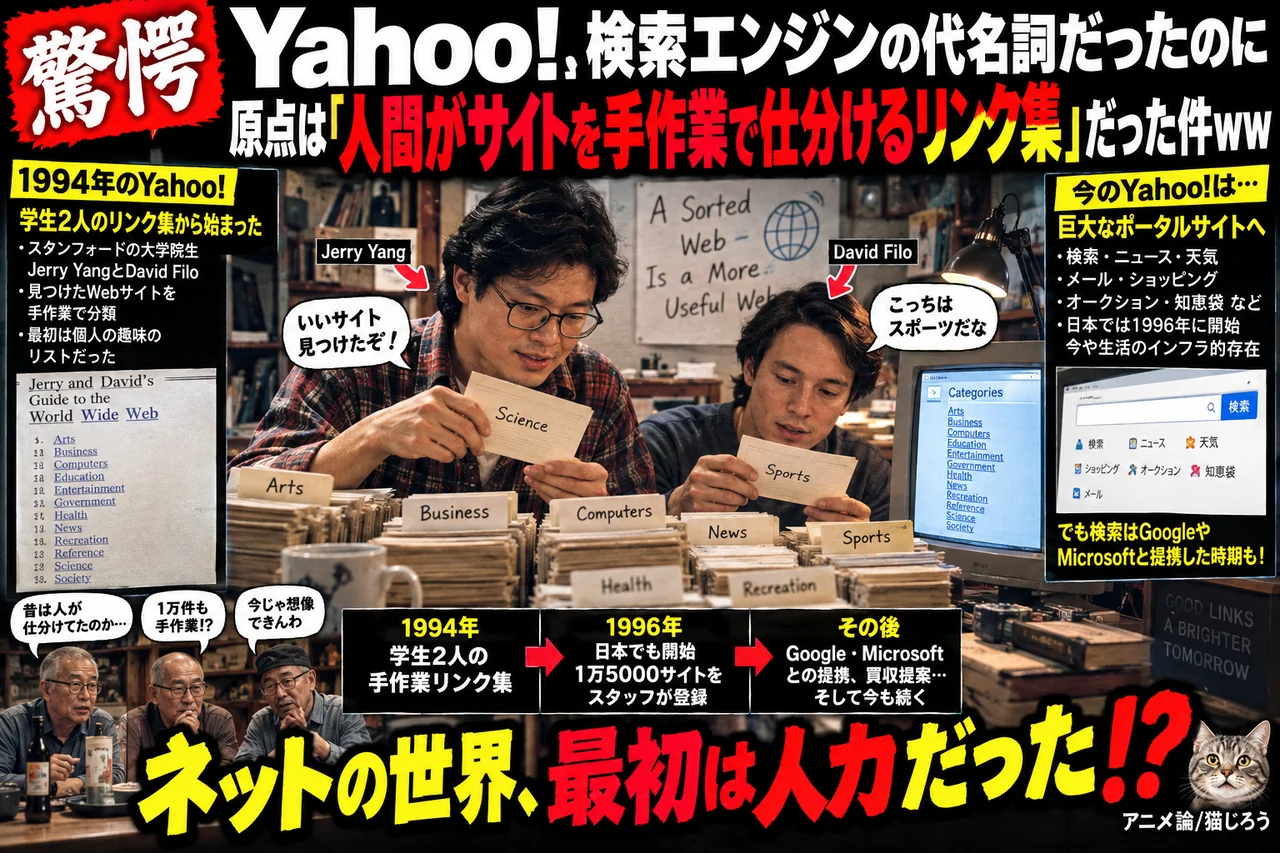 驚愕
Yahoo!、検索エンジンの代名詞だったのに
原点は「人間がサイトを手作業で仕分けるリンク集」だった件ww
1994年のYahoo!
学生2人のリンク集から始まった
・スタンフォードの大学院生
Jerry YangとDavid Filo
・見つけたWebサイトを
手作業で分類
・最初は個人の趣味の
リストだった
Jerry and David's
Guide to the
World Wide Web
Arts
Business
Computers
Education
Entertainment
Government
Health
News
Recreation
Reference
Science
Society
A Sorted
Web –
Is a More
Useful Web
Jerry Yang
David Filo
いいサイト
見つけたぞ!
こっちは
スポーツだな
Science
Sports
Arts
Business
Computers
News
Sports
Health
Recreation
Categories
Arts
Business
Computers
Education
Entertainment
Government
Health
News
Recreation
Reference
Science
Society
今のYahoo!は…
巨大なポータルサイトへ
・検索・ニュース・天気
・メール・ショッピング
・オークション・知恵袋 など
・日本では1996年に開始
今や生活のインフラ的存在
検索
検索
ニュース
天気
ショッピング
オークション
知恵袋
メール
でも検索はGoogleや
Microsoftと提携した時期も!
GOOD LINKS
A BRIGHTER
TOMORROW
昔は人が
仕分けてたのか…
1万件も
手作業!?
今じゃ想像
できんわ
1994年
学生2人の
手作業リンク集
1996年
日本でも開始
1万5000サイトを
スタッフが登録
その後
Google・Microsoft
との提携、買収提案…
そして今も続く
ネットの世界、最初は人力だった!?
アニメ論/猫じろう